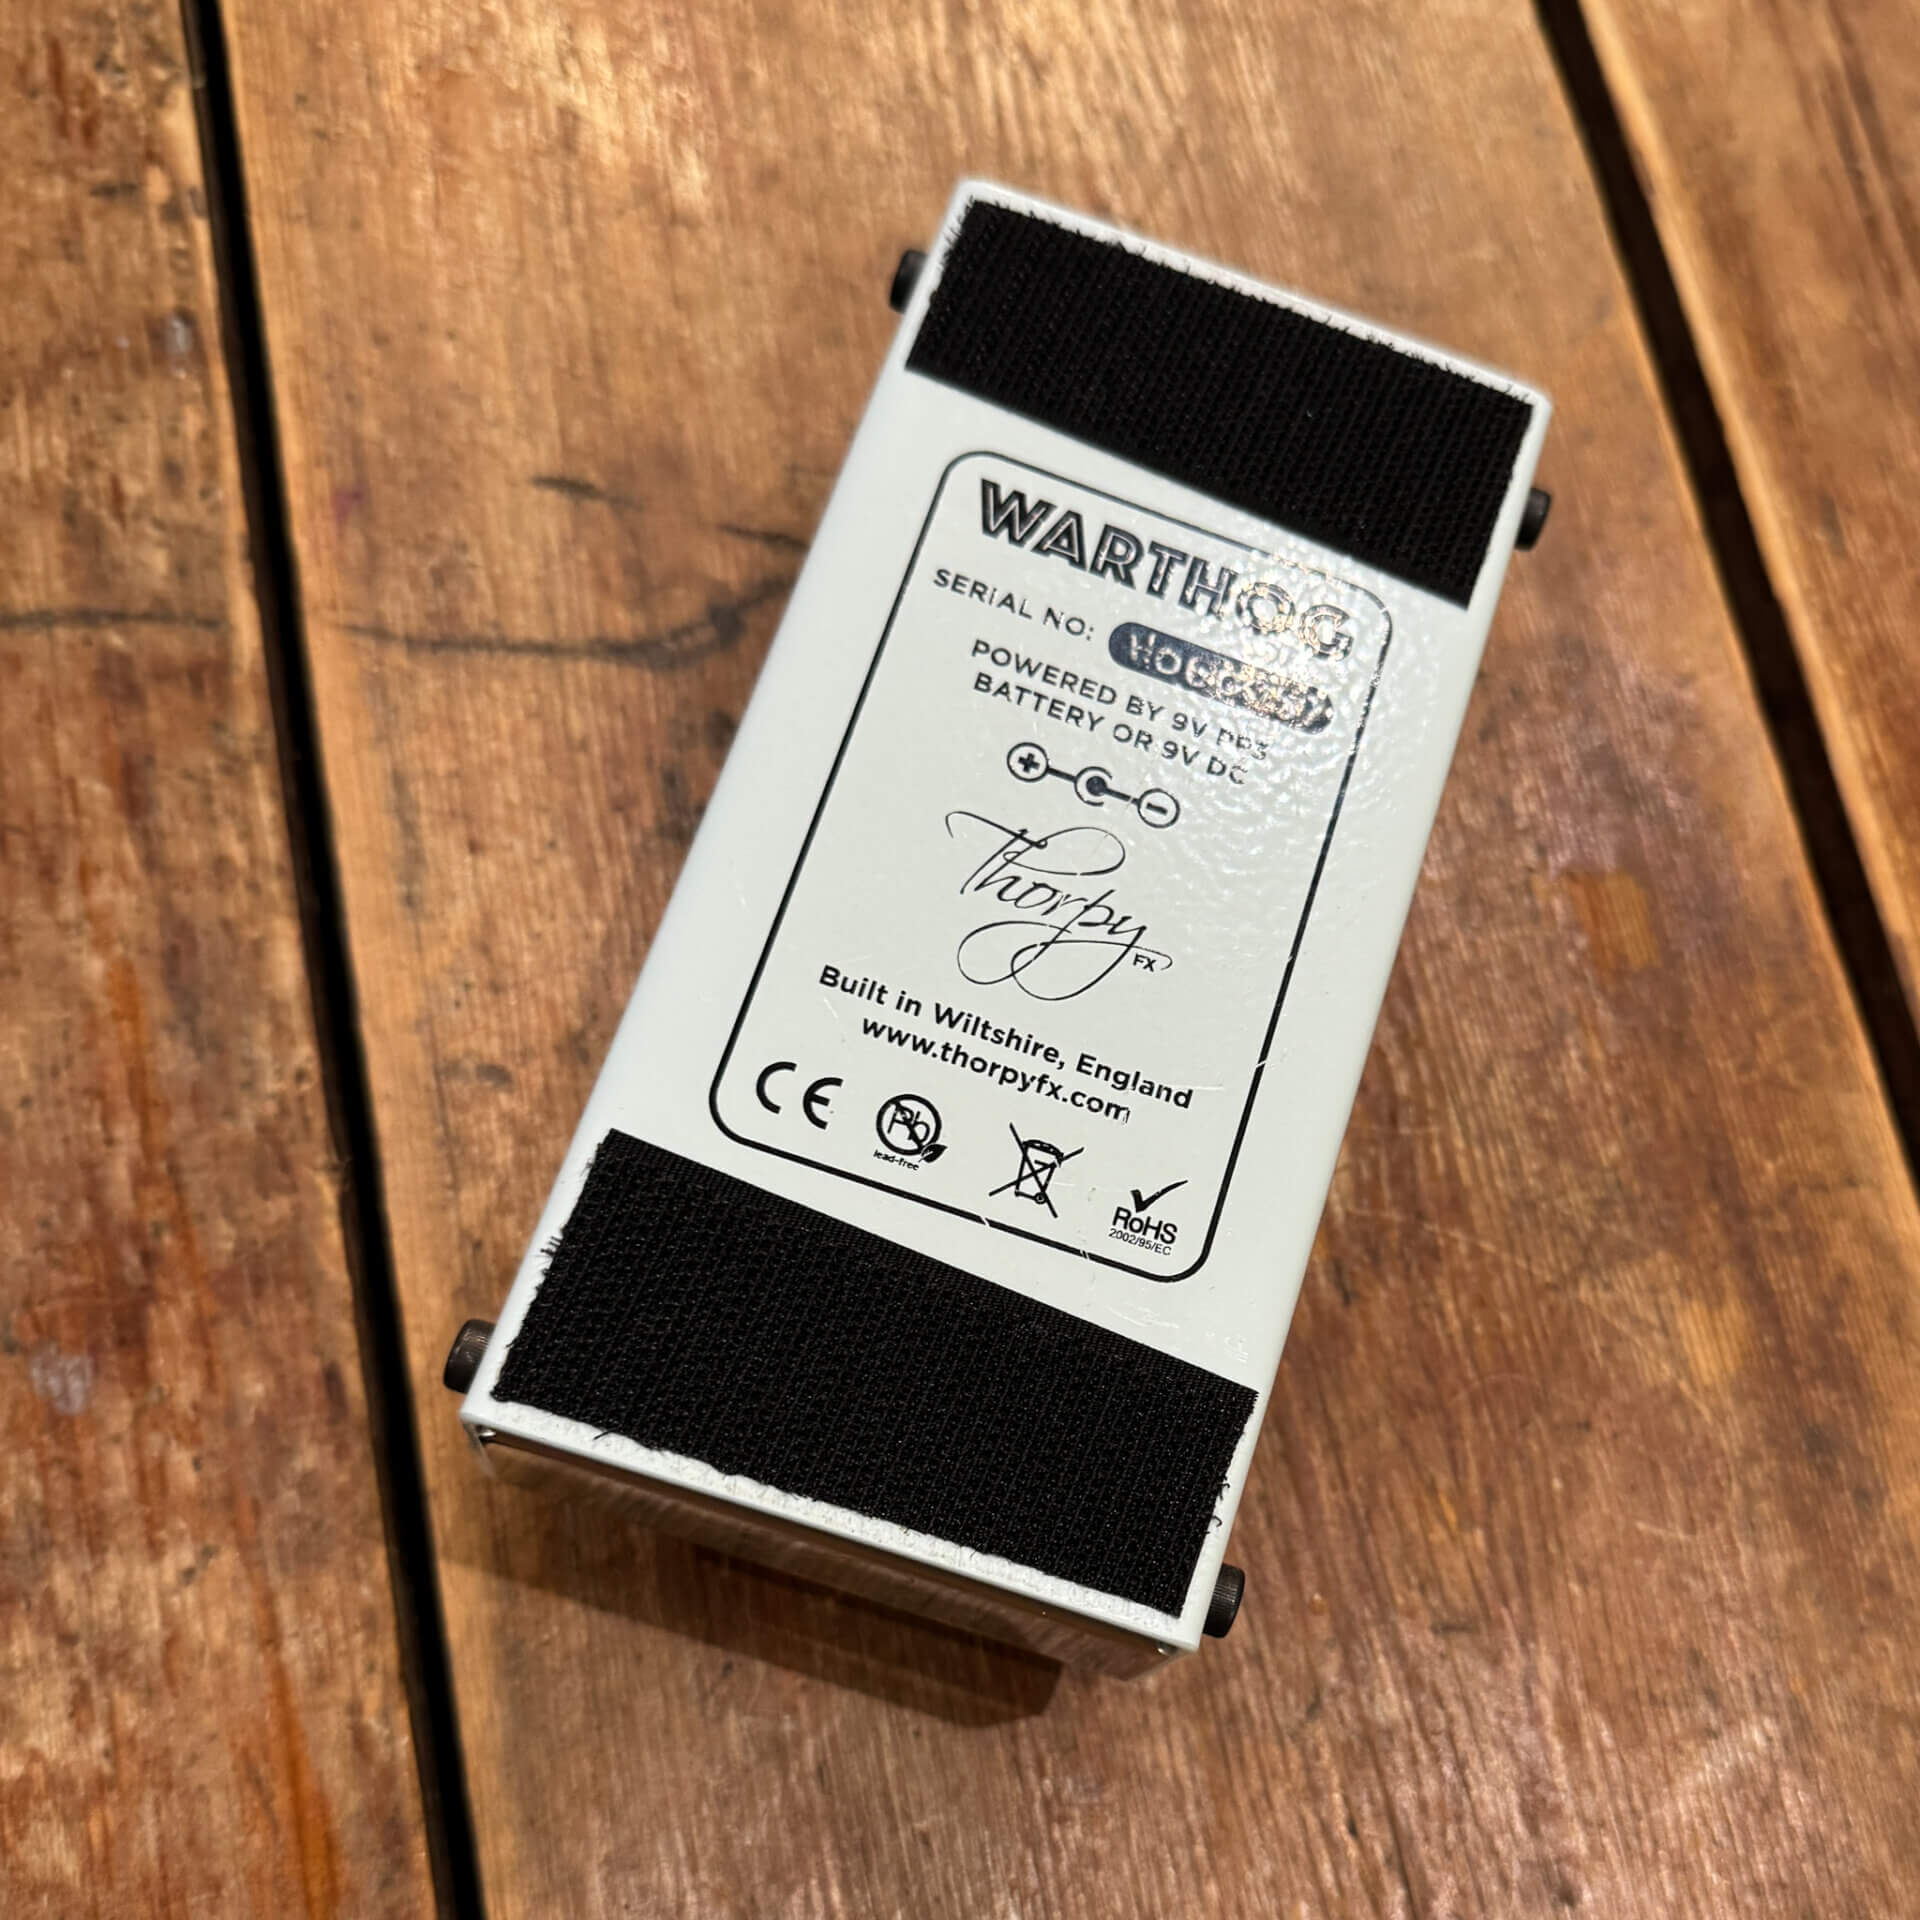 WARTHOG
SERIAL NO:
POWERED BY 9V PP3
BATTERY OR 9V DC
Thorpy FX
Built in Wiltshire, England
www.thorpyfx.com
CE
Pb
lead-free
RoHS
2002/95/EC